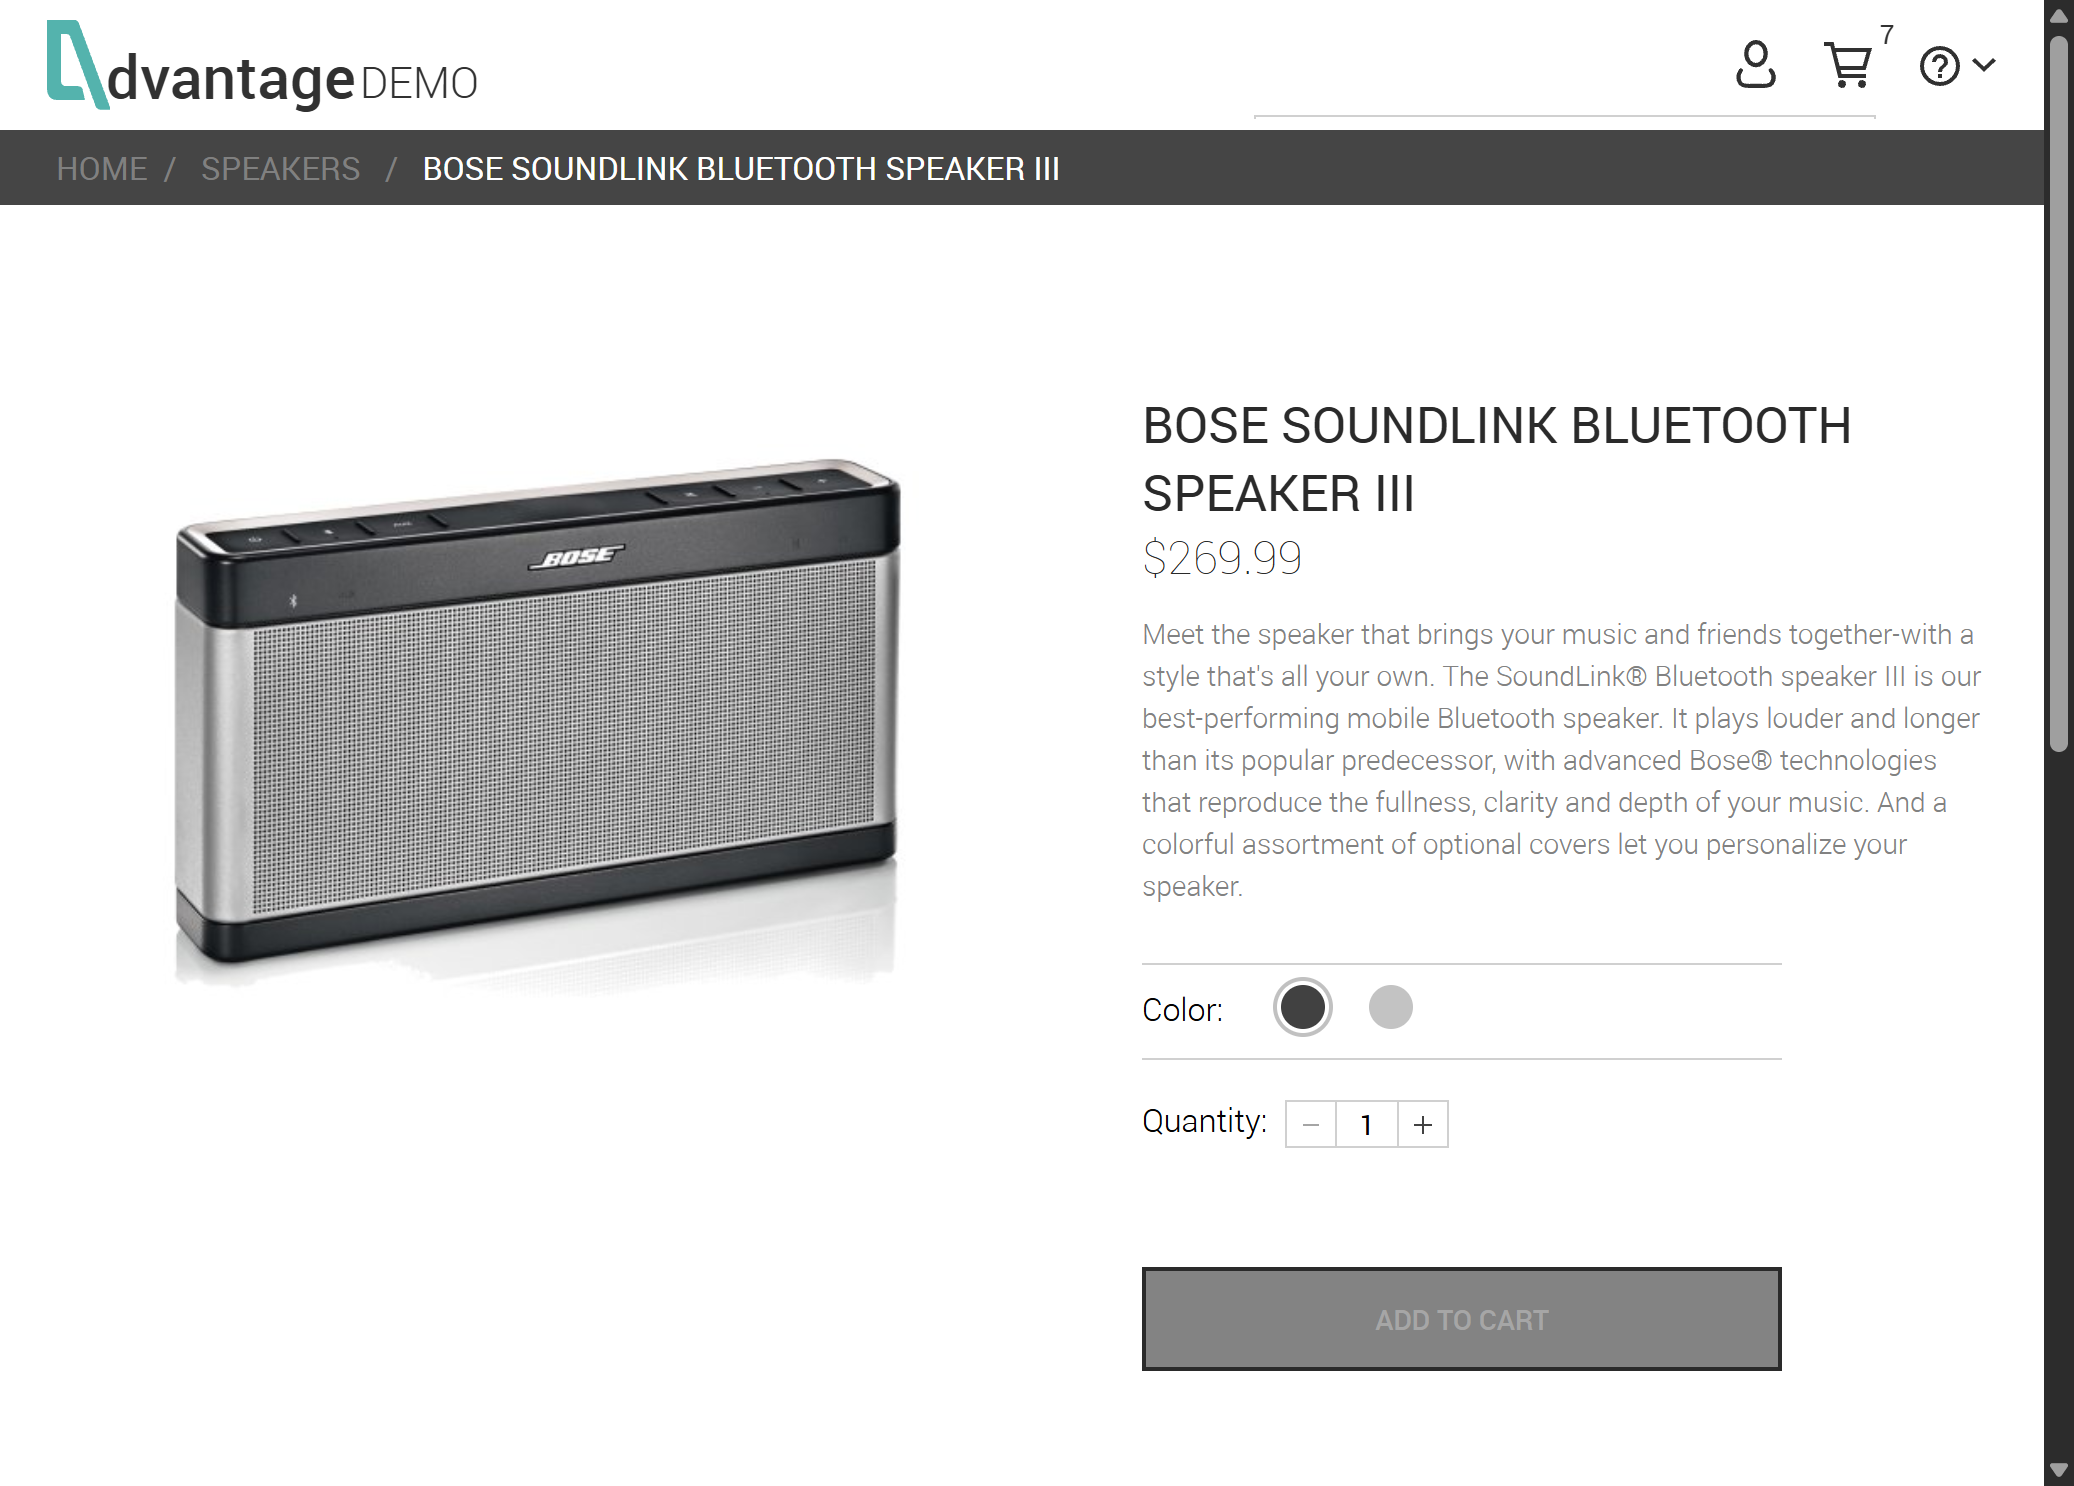 dvantage DEMO
7
HOME / SPEAKERS / BOSE SOUNDLINK BLUETOOTH SPEAKER III
BOSE
BOSE SOUNDLINK BLUETOOTH
SPEAKER III
$269.99
Meet the speaker that brings your music and friends together-with a
style that's all your own. The SoundLink® Bluetooth speaker III is our
best-performing mobile Bluetooth speaker. It plays louder and longer
than its popular predecessor, with advanced Bose® technologies
that reproduce the fullness, clarity and depth of your music. And a
colorful assortment of optional covers let you personalize your
speaker.
Color:
Quantity: − 1 +
ADD TO CART